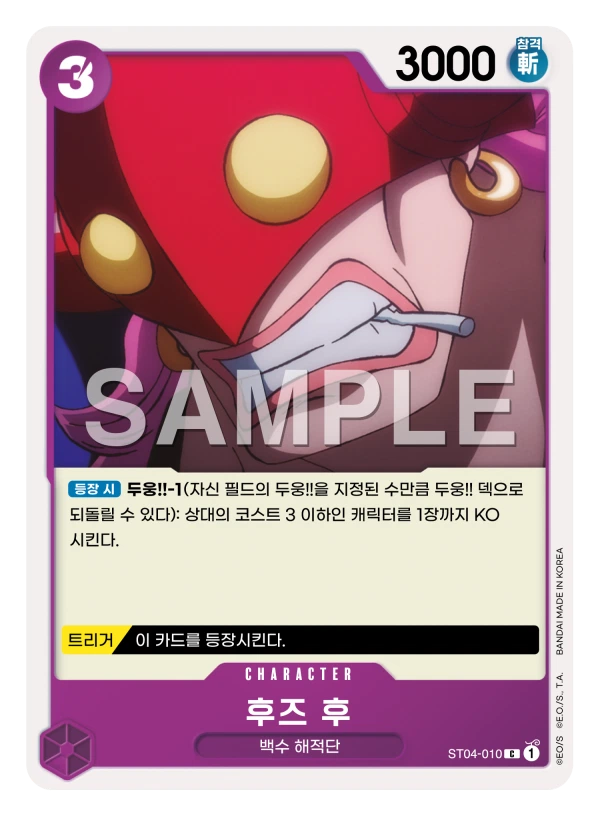 3
3000
참격
斬
SAMPLE
등장 시 두웅!!-1(자신 필드의 두웅!!을 지정된 수만큼 두웅!! 덱으로
되돌릴 수 있다): 상대의 코스트 3 이하인 캐릭터를 1장까지 KO
시킨다.
트리거 이 카드를 등장시킨다.
CHARACTER
후즈 후
백수 해적단
ST04-010 C 1
©EO/S ©E.O./S., T.A. BANDAI MADE IN KOREA